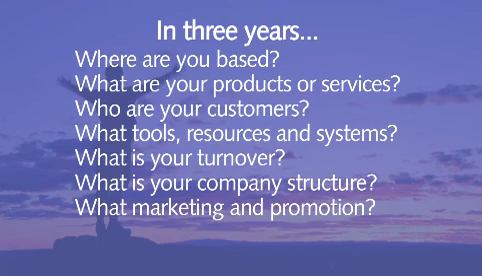 In three years...
Where are you based?
What are your products or services?
Who are your customers?
What tools, resources and systems?
What is your turnover?
What is your company structure?
What marketing and promotion?